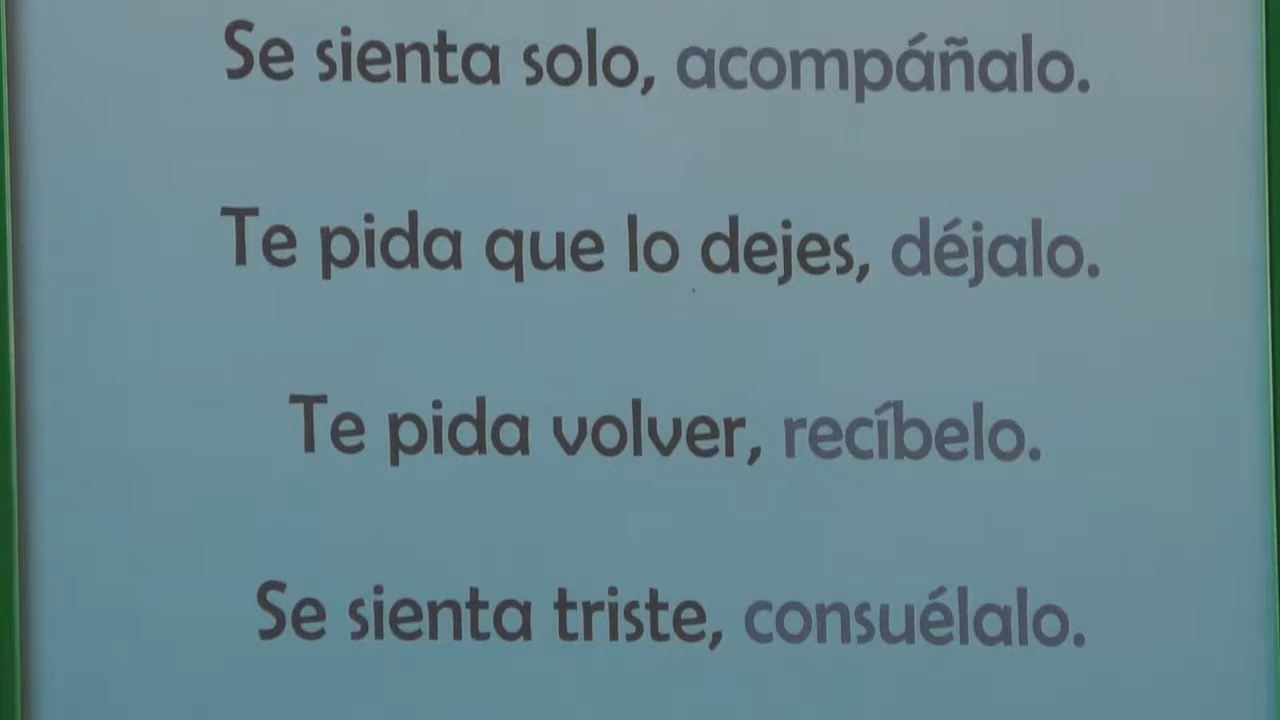 Se sienta solo, acompáñalo.
Te pida que lo dejes, déjalo.
Te pida volver, recíbelo.
Se sienta triste, consuélalo.